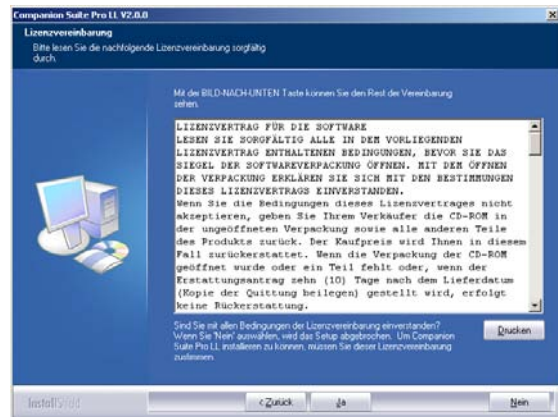 Companion Suite Pro LL V2.0.0
Lizenzvereinbarung
Bitte lesen Sie die nachfolgende Lizenzvereinbarung sorgfältig
durch.
Mit der BILD-NACH-UNTEN Taste können Sie den Rest der Vereinbarung
sehen.
LIZENZVERTRAG FÜR DIE SOFTWARE
LESEN SIE SORGFÄLTIG ALLE IN DEM VORLIEGENDEN
LIZENZVERTRAG ENTHALTENEN BEDINGUNGEN, BEVOR SIE DAS
SIEGEL DER SOFTWAREVERPACKUNG ÖFFNEN. MIT DEM ÖFFNEN
DER VERPACKUNG ERKLÄREN SIE SICH MIT DEN BESTIMMUNGEN
DIESES LIZENZVERTRAGS EINVERSTANDEN.
Wenn Sie die Bedingungen dieses Lizenzvertrages nicht
akzeptieren, geben Sie Ihrem Verkäufer die CD-ROM in
der ungeöffneten Verpackung sowie alle anderen Teile
des Produkts zurück. Der Kaufpreis wird Ihnen in diesem
Fall zurückerstattet. Wenn die Verpackung der CD-ROM
geöffnet wurde oder ein Teil fehlt oder, wenn der
Erstattungsantrag zehn (10) Tage nach dem Lieferdatum
(Kopie der Quittung beilegen) gestellt wird, erfolgt
keine Rückerstattung.
Sind Sie mit allen Bedingungen der Lizenzvereinbarung einverstanden?
Wenn Sie 'Nein' auswählen, wird das Setup abgebrochen. Um Companion
Suite Pro LL installieren zu können, müssen Sie dieser Lizenzvereinbarung
zustimmen.
Drucken
InstallShield
< Zurück
Ja
Nein